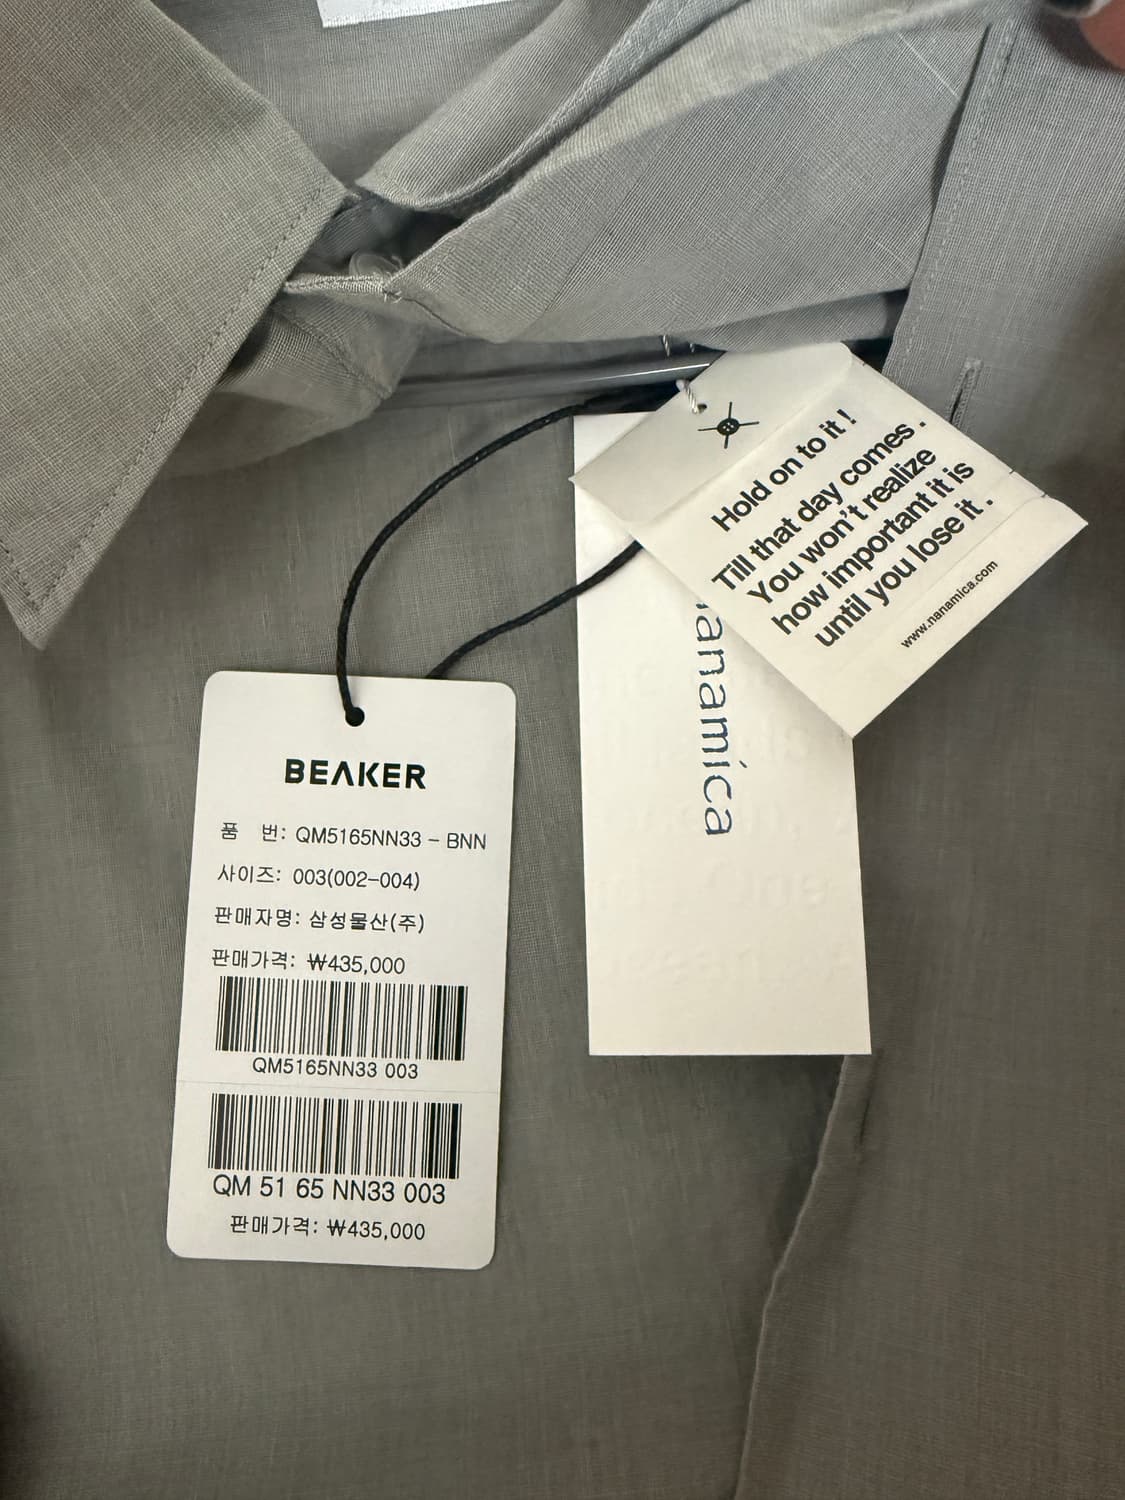 BEAKER
품 번: QM5165NN33 - BNN
사이즈: 003(002-004)
판매자명: 삼성물산(주)
판매가격: ₩435,000
QM5165NN33 003
QM 51 65 NN33 003
판매가격: ₩435,000
nanamica
Hold on to it !
Till that day comes .
You won't realize
how important it is
until you lose it .
www.nanamica.com